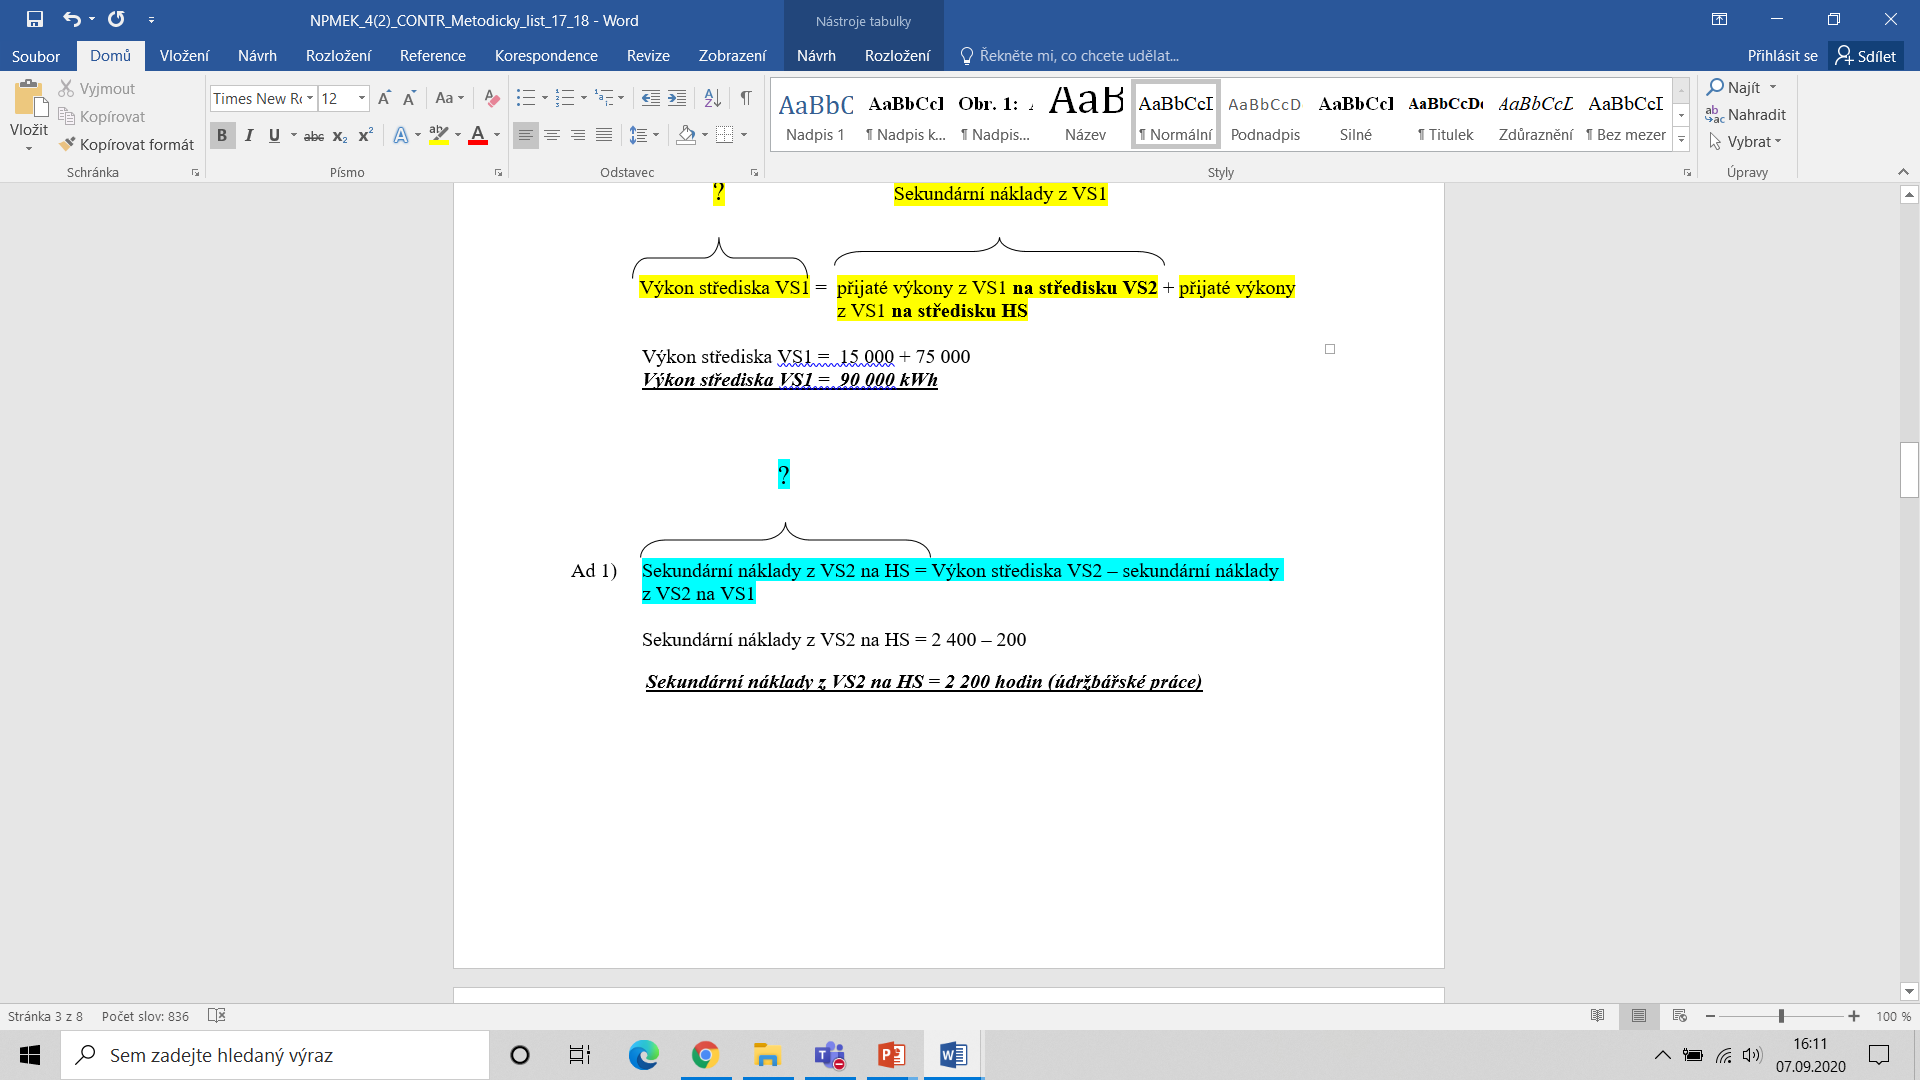 NPMEK_4(2)_CONTR_Metodicky_list_17_18 - Word
Nástroje tabulky
Soubor Domů Vložení Návrh Rozložení Reference Korespondence Revize Zobrazení Návrh Rozložení Řekněte mi, co chcete udělat... Přihlásit se Sdílet
Vložit
Vyjmout
Kopírovat
Kopírovat formát
Schránka
Times New Ro 12
Písmo
Odstavec
AaBbC AaBbCcI Obr. 1: AaB AaBbCcI AaBbCcD AaBbCcI AaBbCcD AaBbCcL AaBbCcI
Nadpis 1 ¶ Nadpis k... ¶ Nadpis... Název ¶ Normální Podnadpis Silné ¶ Titulek Zdůraznění ¶ Bez mezer
Styly
Najít
Nahradit
Vybrat
Úpravy
? Sekundární náklady z VS1
Výkon střediska VS1 = přijaté výkony z VS1 na středisku VS2 + přijaté výkony
z VS1 na středisku HS
Výkon střediska VS1 = 15 000 + 75 000
Výkon střediska VS1 = 90 000 kWh
?
Ad 1) Sekundární náklady z VS2 na HS = Výkon střediska VS2 – sekundární náklady
z VS2 na VS1
Sekundární náklady z VS2 na HS = 2 400 – 200
Sekundární náklady z VS2 na HS = 2 200 hodin (údržbářské práce)
Stránka 3 z 8 Počet slov: 836 100 %
Sem zadejte hledaný výraz
16:11
07.09.2020